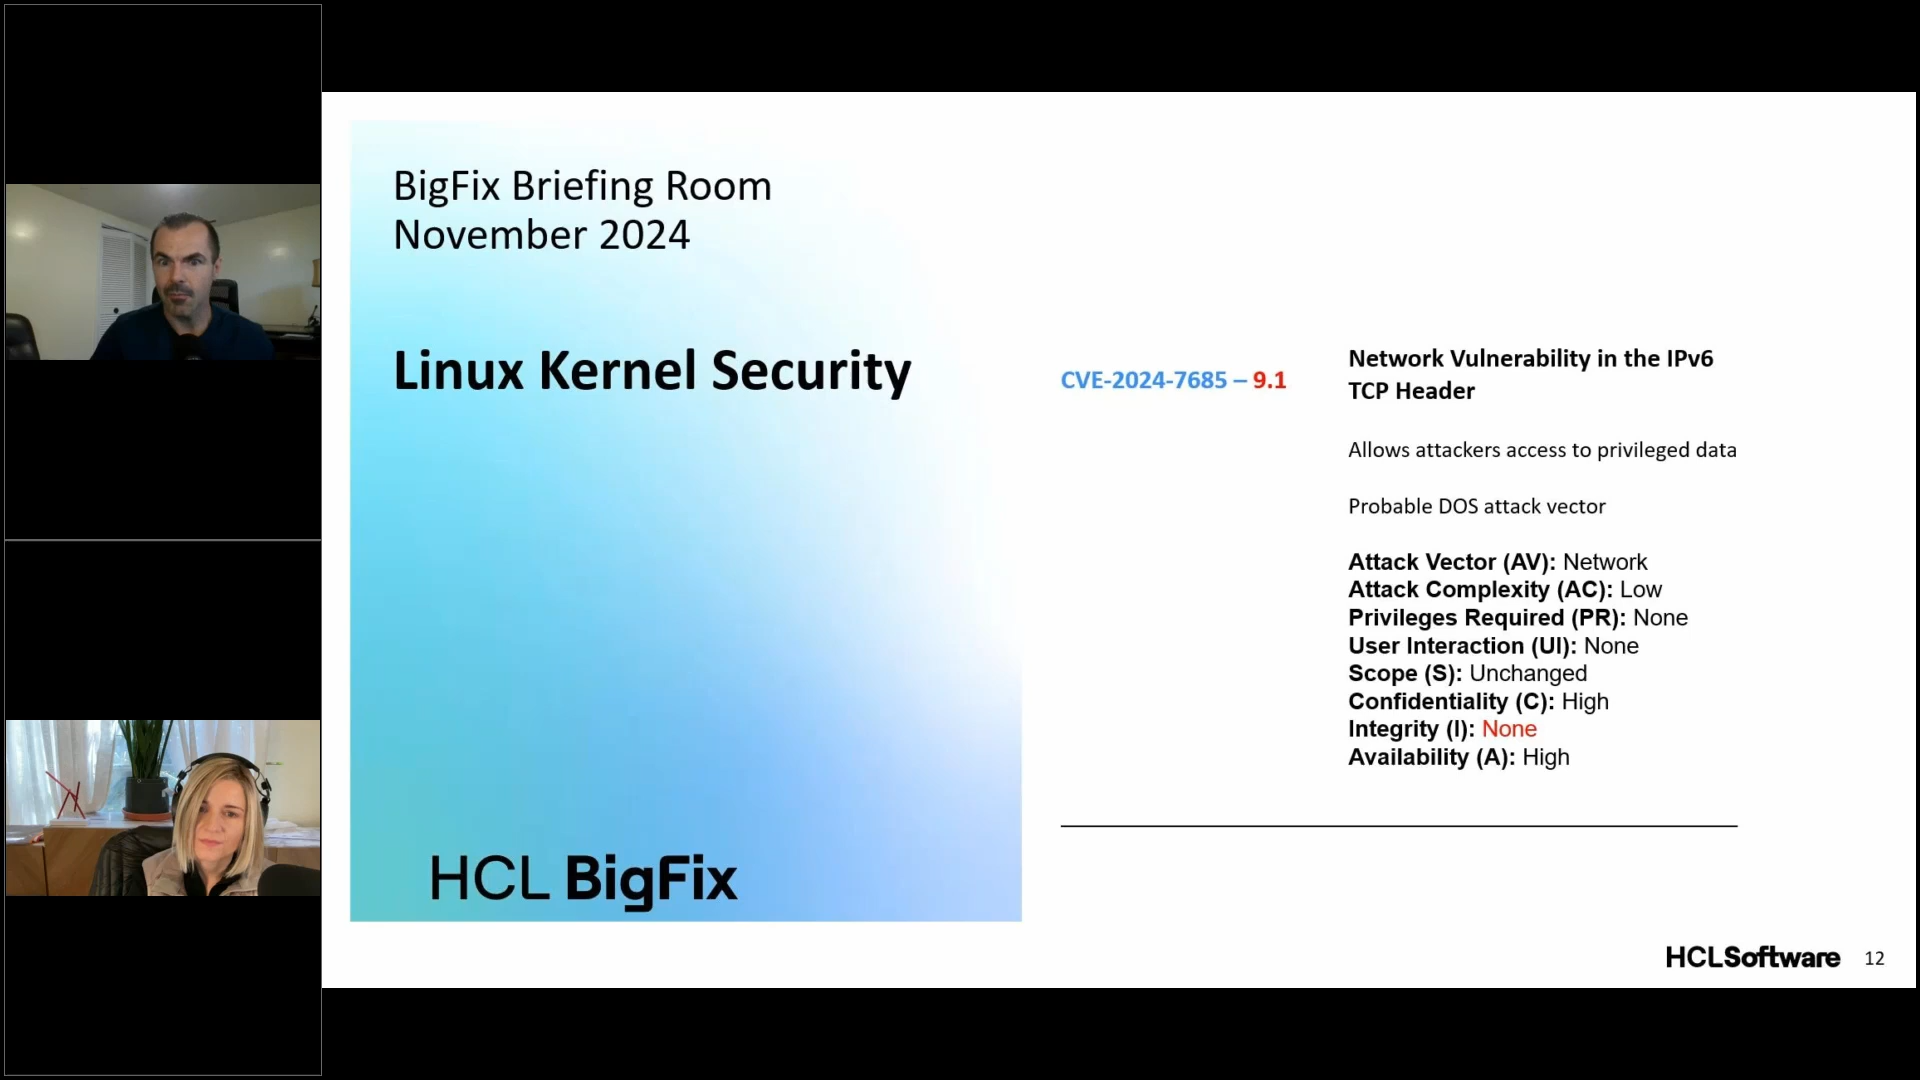 BigFix Briefing Room
November 2024
Linux Kernel Security
HCL BigFix
CVE-2024-7685 – 9.1
Network Vulnerability in the IPv6
TCP Header
Allows attackers access to privileged data
Probable DOS attack vector
Attack Vector (AV): Network
Attack Complexity (AC): Low
Privileges Required (PR): None
User Interaction (UI): None
Scope (S): Unchanged
Confidentiality (C): High
Integrity (I): None
Availability (A): High
HCLSoftware 12